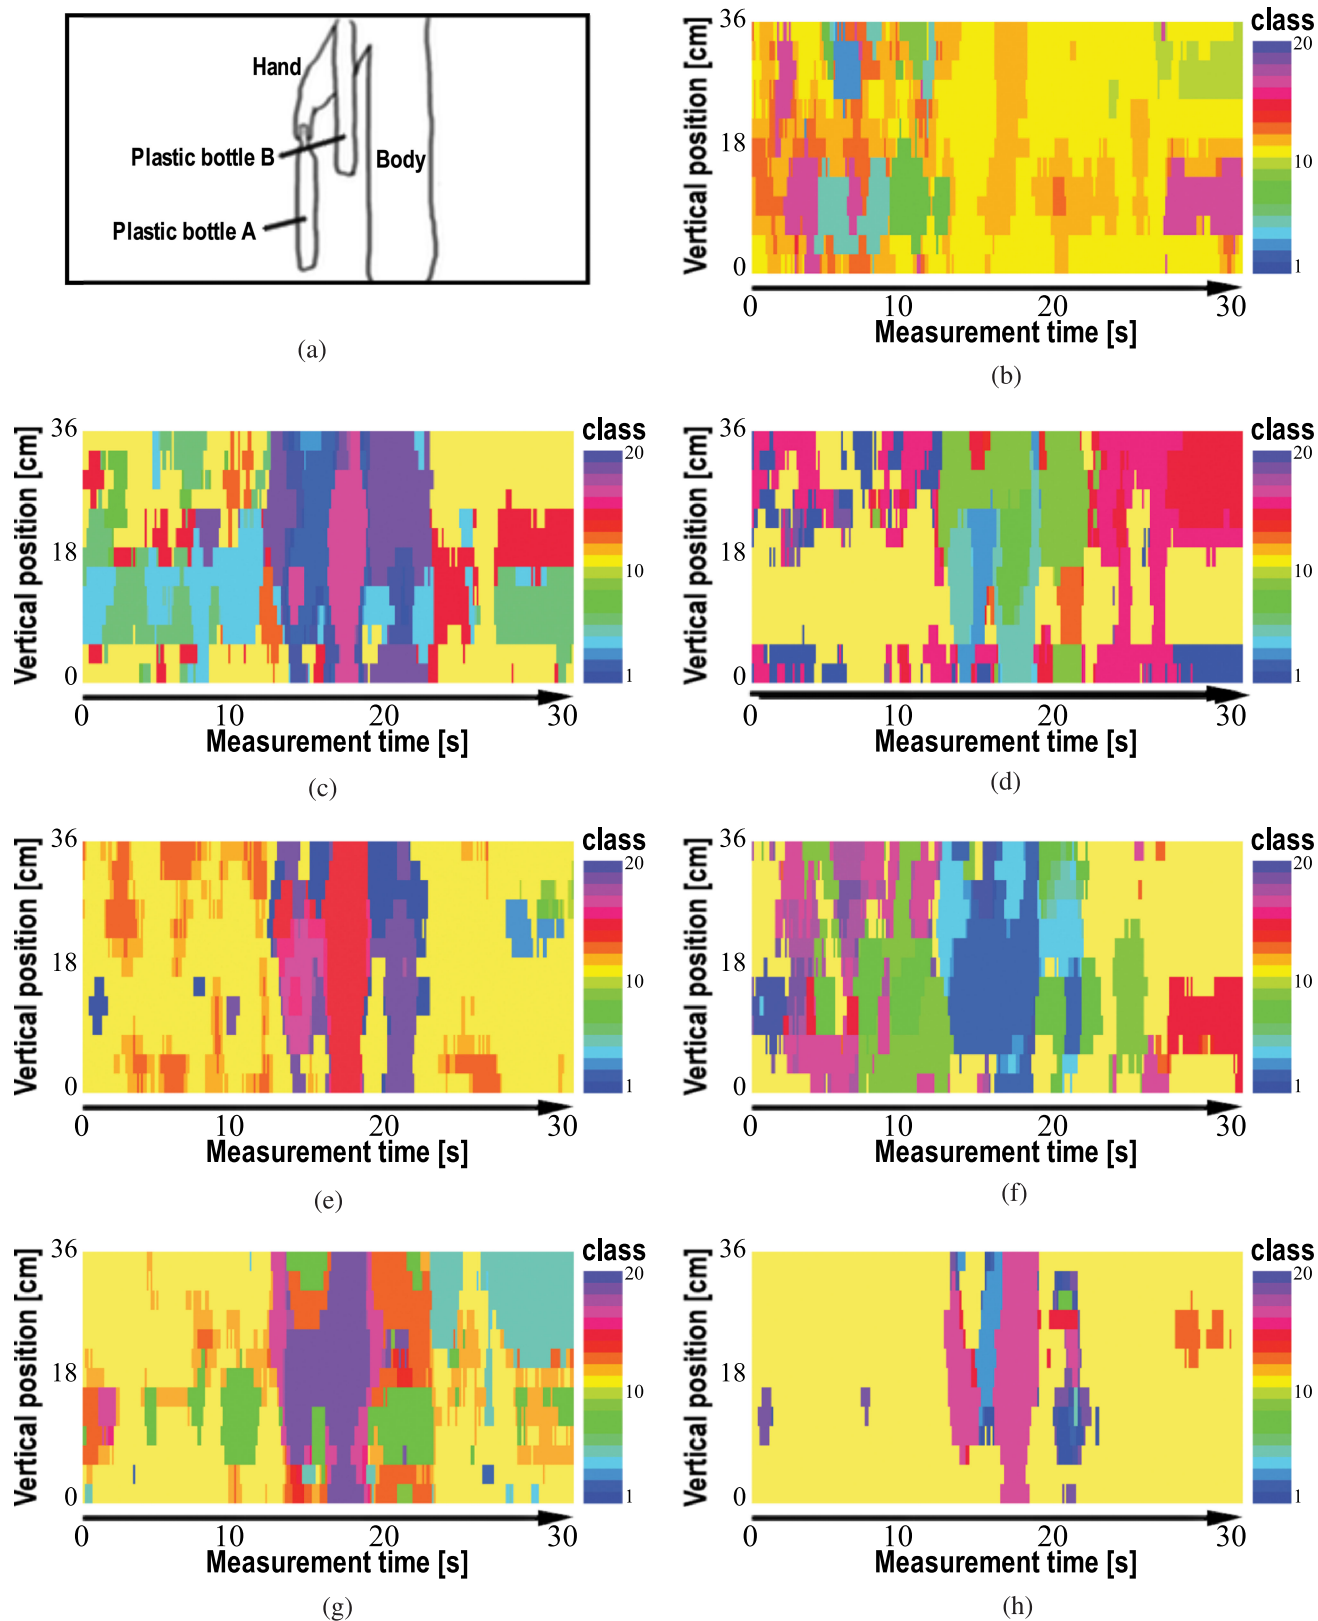 Hand
Plastic bottle B
Body
Plastic bottle A
(a)
class
Vertical position [cm]
36
18
0
20
10
1
0 10 20 30
Measurement time [s]
(b)
class
Vertical position [cm]
36
18
0
20
10
1
0 10 20 30
Measurement time [s]
(c)
class
Vertical position [cm]
36
18
0
20
10
1
0 10 20 30
Measurement time [s]
(d)
class
Vertical position [cm]
36
18
0
20
10
1
0 10 20 30
Measurement time [s]
(e)
class
Vertical position [cm]
36
18
0
20
10
1
0 10 20 30
Measurement time [s]
(f)
class
Vertical position [cm]
36
18
0
20
10
1
0 10 20 30
Measurement time [s]
(g)
class
Vertical position [cm]
36
18
0
20
10
1
0 10 20 30
Measurement time [s]
(h)